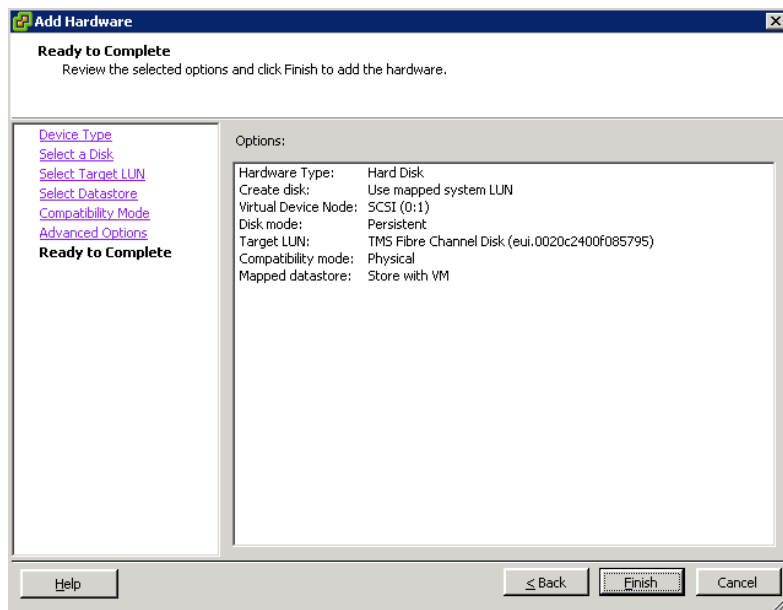 Add Hardware
Ready to Complete
Review the selected options and click Finish to add the hardware.
Device Type
Select a Disk
Select Target LUN
Select Datastore
Compatibility Mode
Advanced Options
Ready to Complete
Options:
Hardware Type: Hard Disk
Create disk: Use mapped system LUN
Virtual Device Node: SCSI (0:1)
Disk mode: Persistent
Target LUN: TMS Fibre Channel Disk (eui.0020c2400f085795)
Compatibility mode: Physical
Mapped datastore: Store with VM
Help
< Back
Finish
Cancel